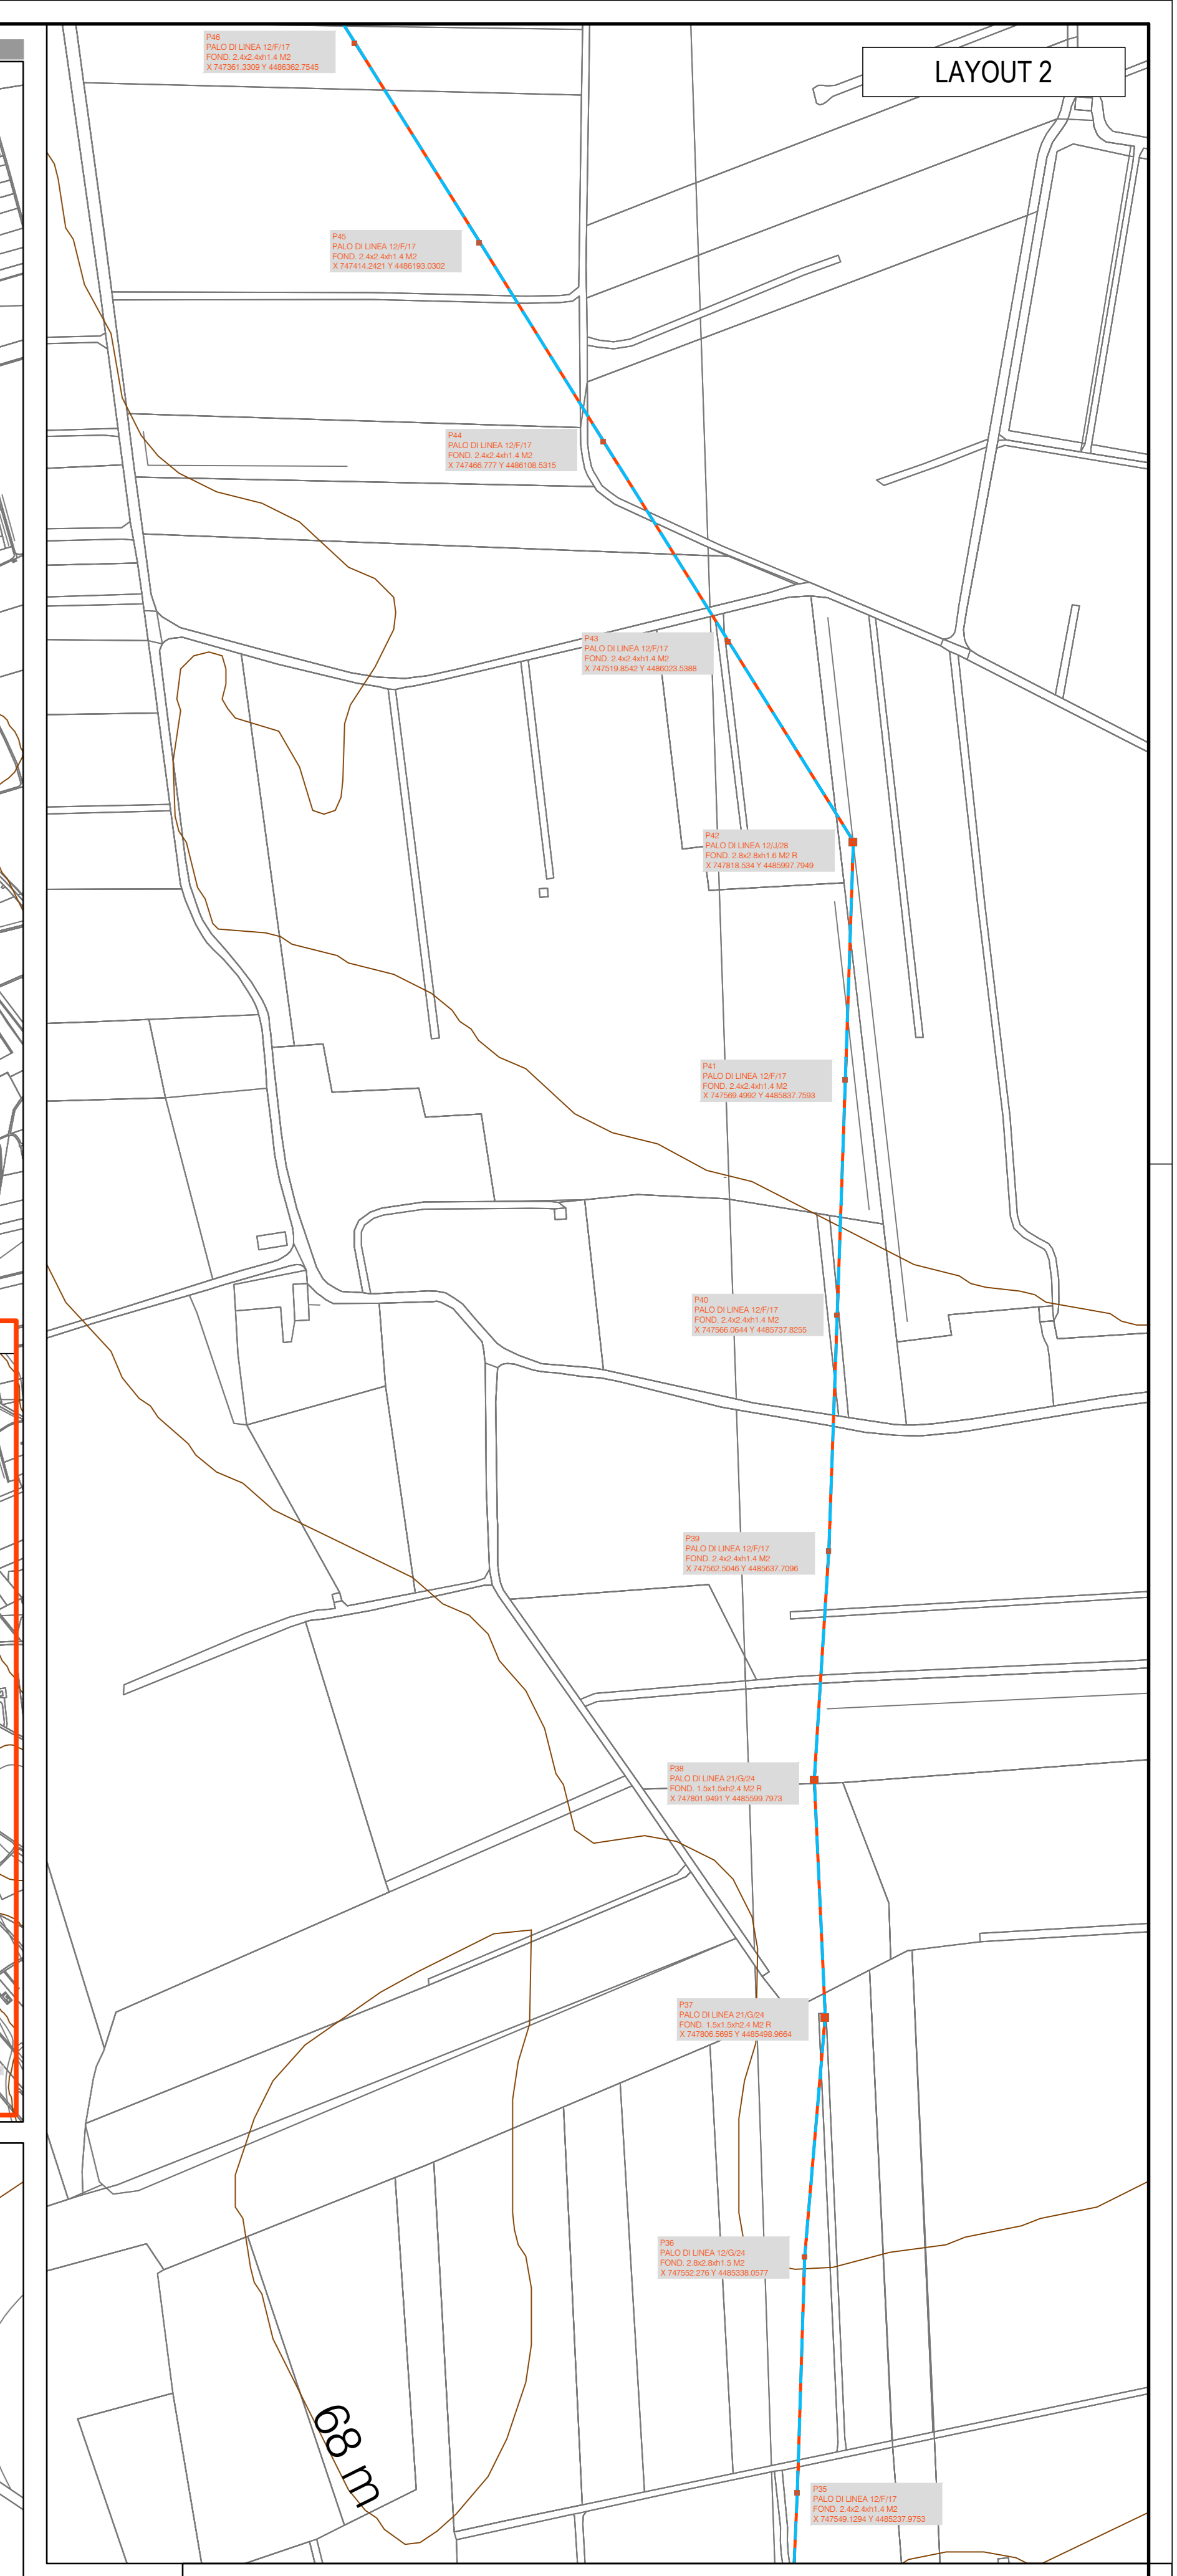 P46
PALO DI LINEA 12/F/17
FOND. 2.4x2.4xh1.4 M2
X 747361.3309 Y 4486362.7545
LAYOUT 2
P45
PALO DI LINEA 12/F/17
FOND. 2.4x2.4xh1.4 M2
X 747414.2421 Y 4486193.0302
P44
PALO DI LINEA 12/F/17
FOND. 2.4x2.4xh1.4 M2
X 747466.777 Y 4486108.5315
P43
PALO DI LINEA 12/F/17
FOND. 2.4x2.4xh1.4 M2
X 747519.8542 Y 4486023.5388
P42
PALO DI LINEA 12/J/28
FOND. 2.8x2.8xh1.6 M2 R
X 747818.534 Y 4485997.7949
P41
PALO DI LINEA 12/F/17
FOND. 2.4x2.4xh1.4 M2
X 747569.4992 Y 4485837.7593
P40
PALO DI LINEA 12/F/17
FOND. 2.4x2.4xh1.4 M2
X 747566.0644 Y 4485737.8255
P39
PALO DI LINEA 12/F/17
FOND. 2.4x2.4xh1.4 M2
X 747562.5046 Y 4485637.7096
P38
PALO DI LINEA 21/G/24
FOND. 1.5x1.5xh2.4 M2 R
X 747801.9491 Y 4485599.7973
P37
PALO DI LINEA 21/G/24
FOND. 1.5x1.5xh2.4 M2 R
X 747806.5695 Y 4485498.9664
P36
PALO DI LINEA 12/G/24
FOND. 2.8x2.8xh1.5 M2
X 747552.276 Y 4485338.0577
68 m
P35
PALO DI LINEA 12/F/17
FOND. 2.4x2.4xh1.4 M2
X 747549.1294 Y 4485237.9753